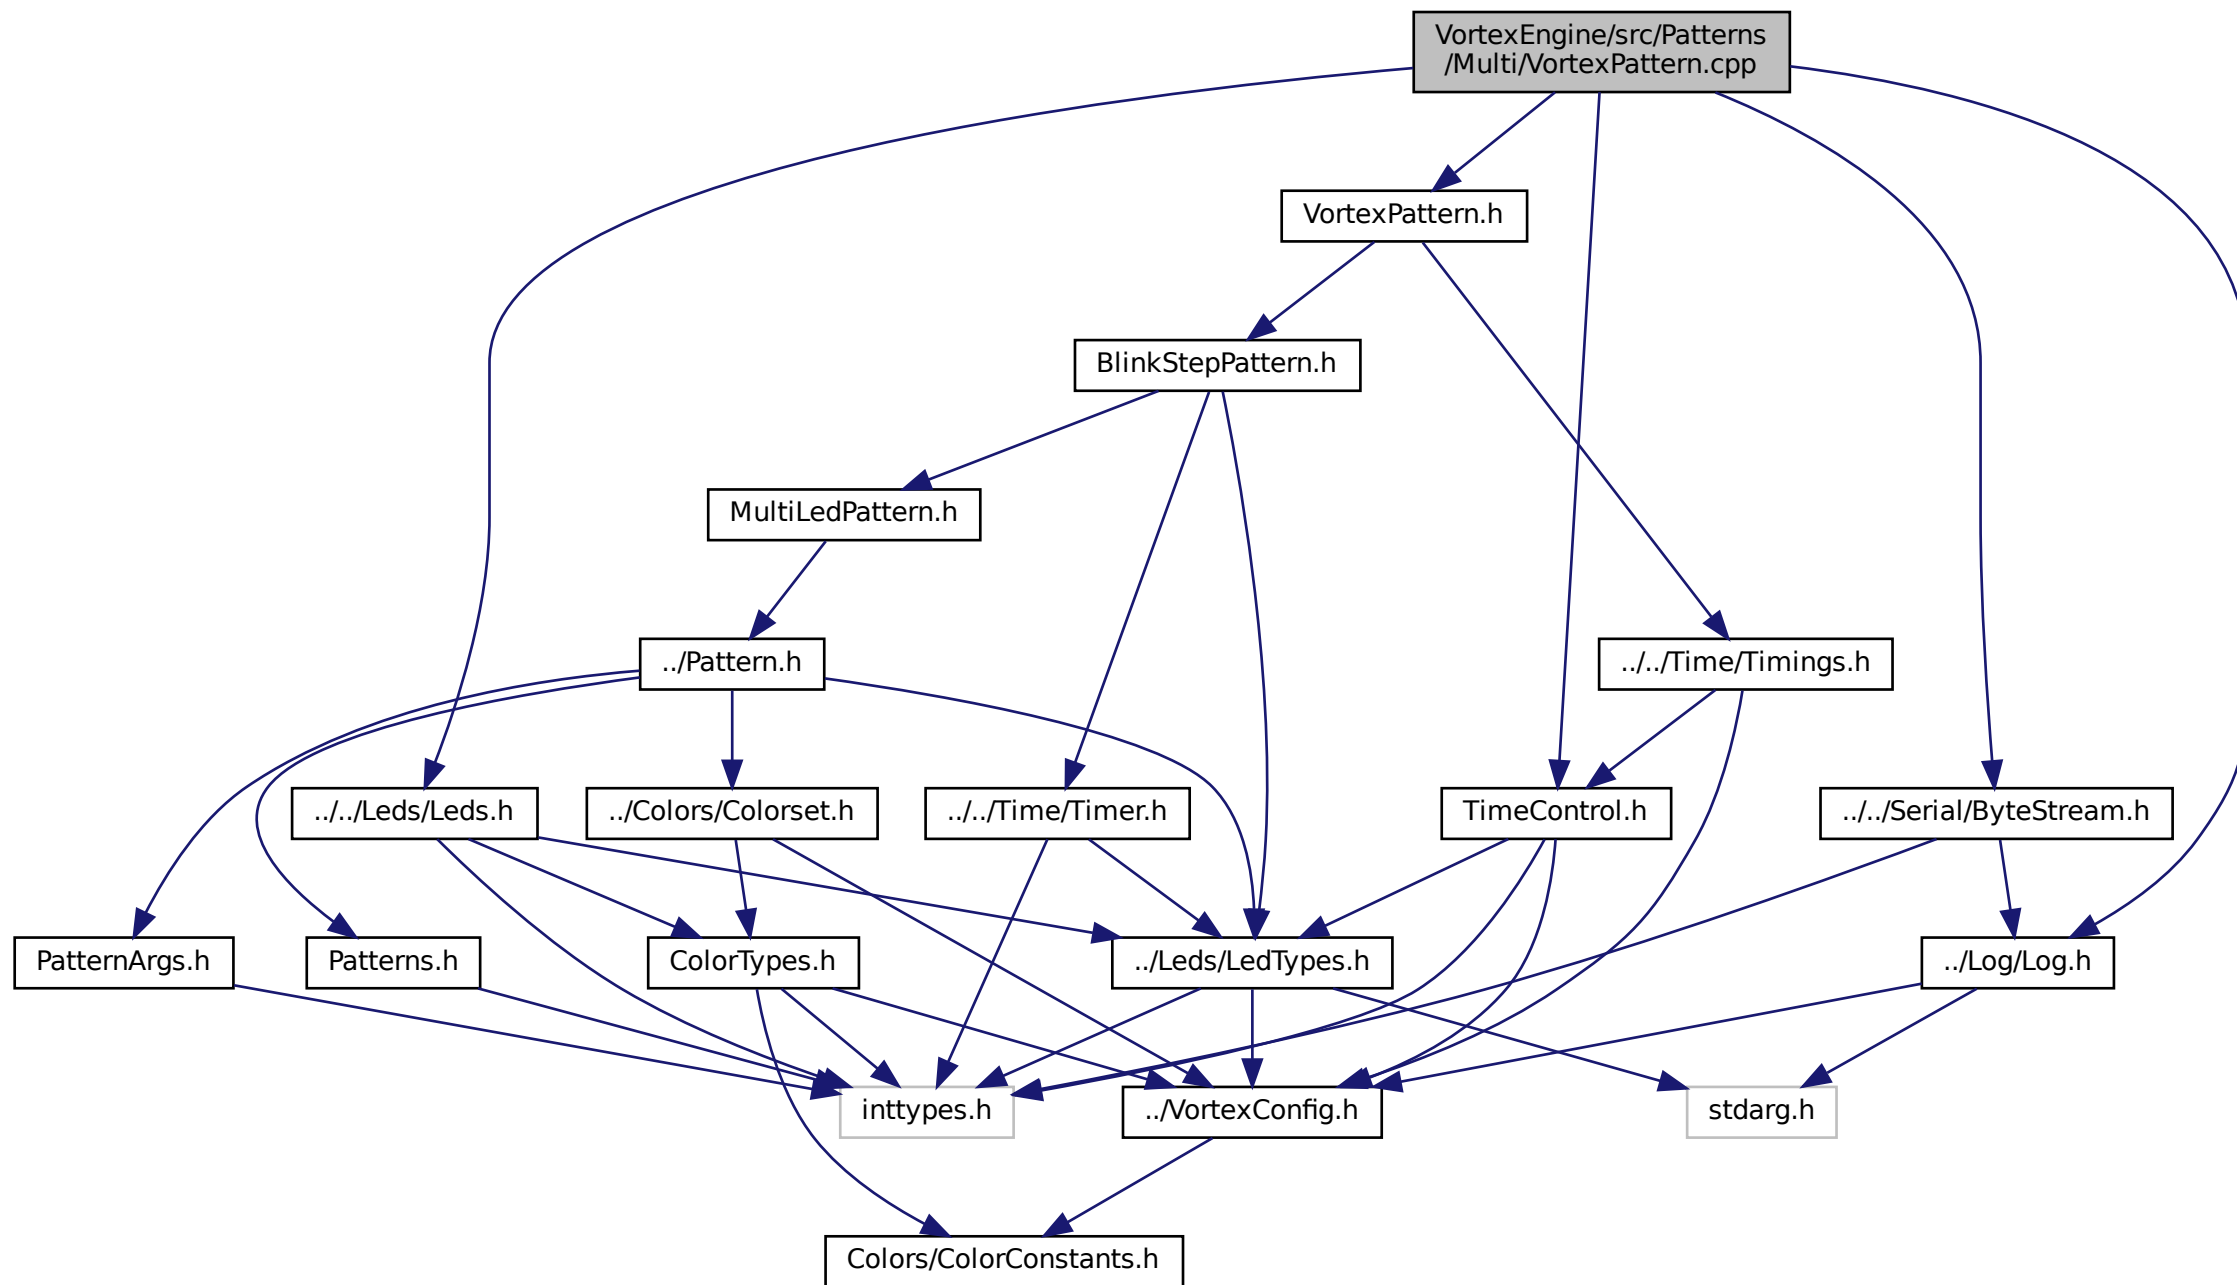 VortexEngine/src/Patterns
/Multi/VortexPattern.cpp
VortexPattern.h
BlinkStepPattern.h
MultiLedPattern.h
../Pattern.h
../../Time/Timings.h
../../Leds/Leds.h
../Colors/Colorset.h
../../Time/Timer.h
TimeControl.h
../../Serial/ByteStream.h
PatternArgs.h
Patterns.h
ColorTypes.h
../Leds/LedTypes.h
../Log/Log.h
inttypes.h
../VortexConfig.h
stdarg.h
Colors/ColorConstants.h